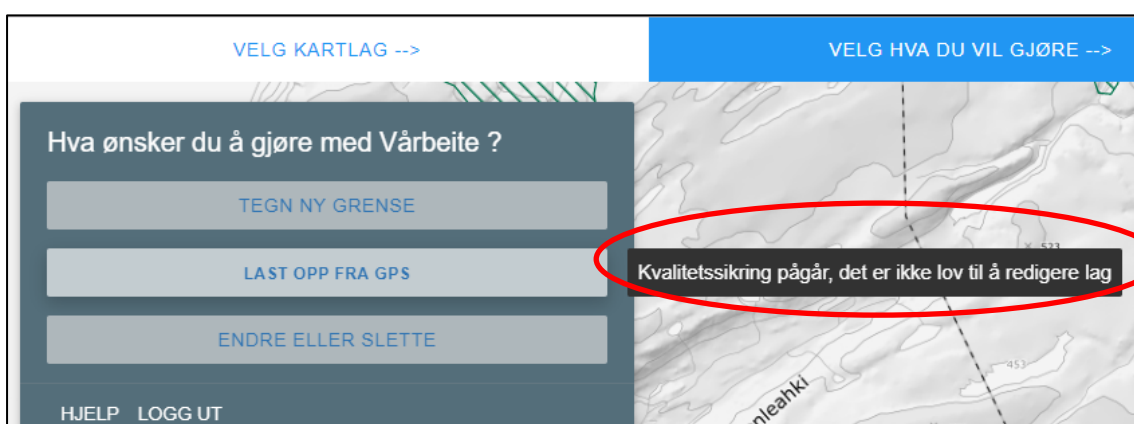 VELG KARTLAG -->
VELG HVA DU VIL GJØRE -->
Hva ønsker du å gjøre med Vårbeite ?
TEGN NY GRENSE
523
LAST OPP FRA GPS
Kvalitetssikring pågår, det er ikke lov til å redigere lag
ENDRE ELLER SLETTE
453
nleahki
HJELP LOGG UT